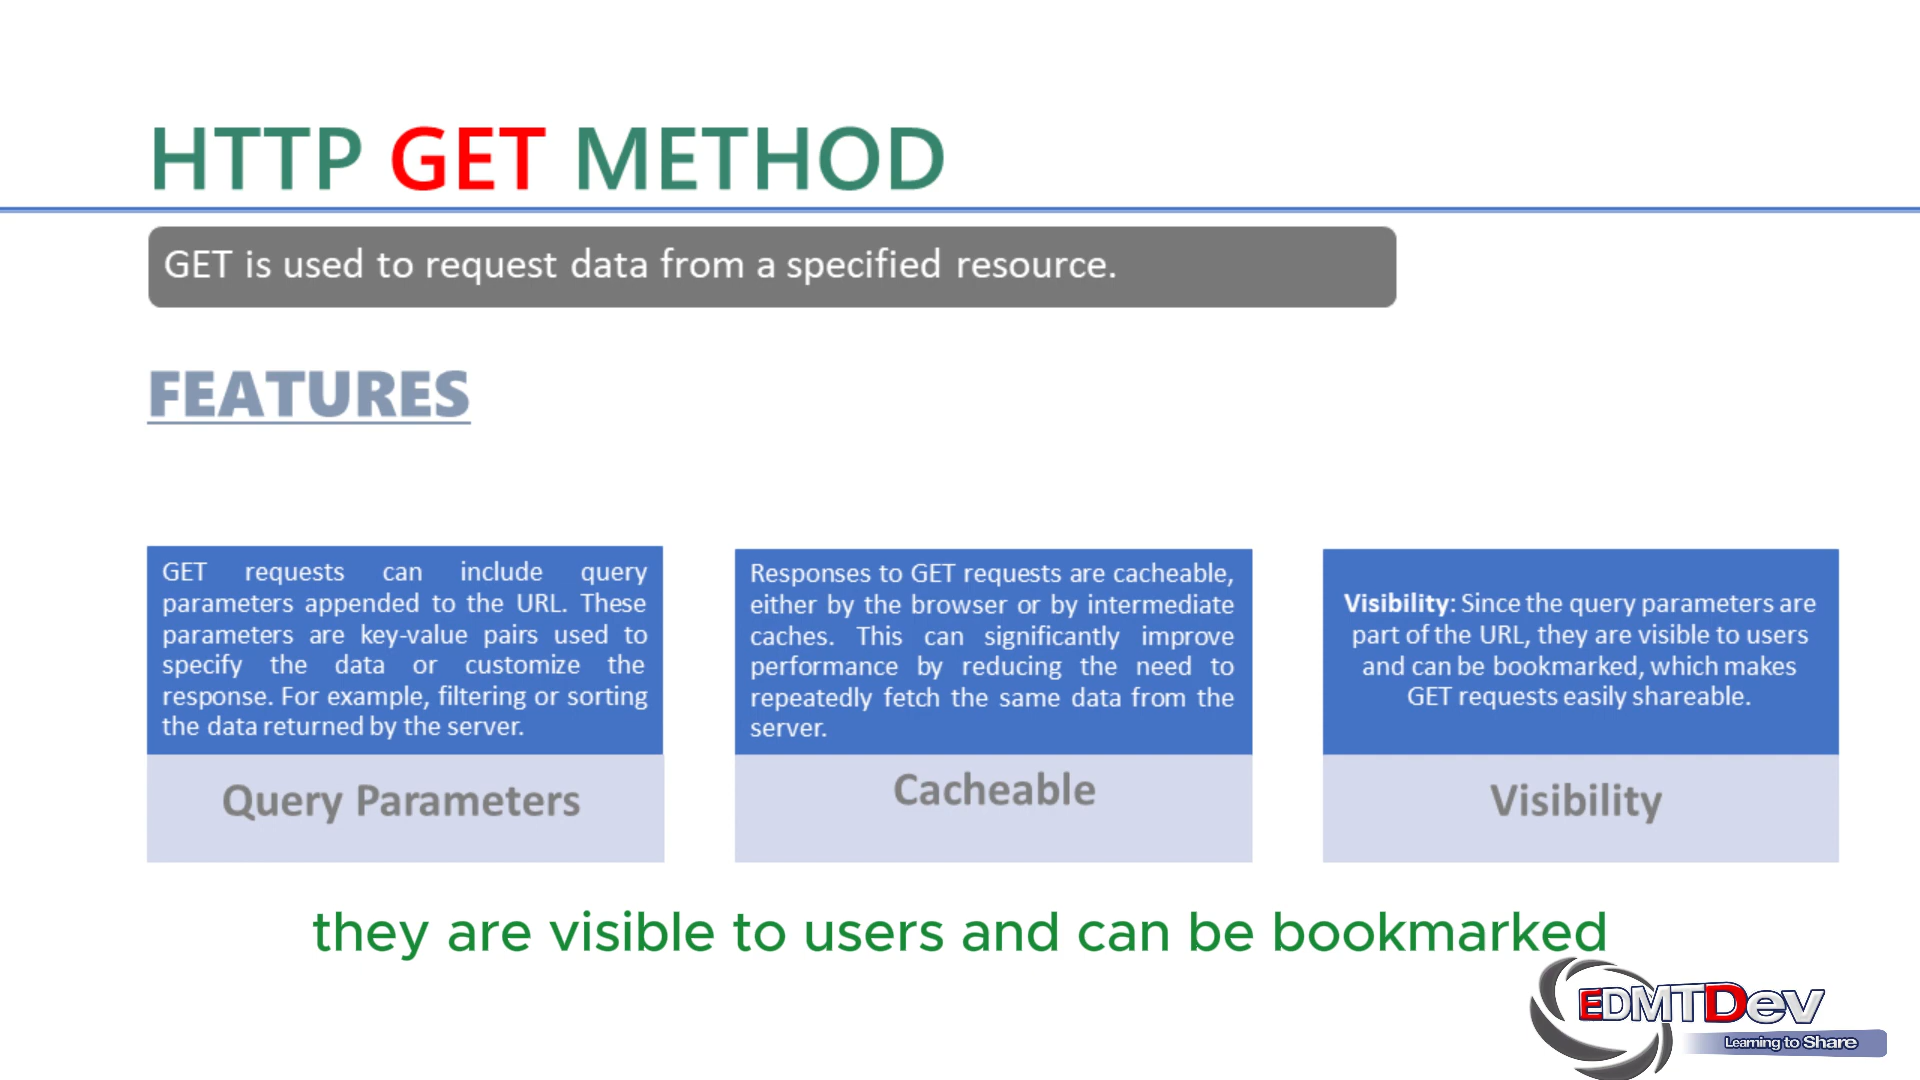 HTTP GET METHOD
GET is used to request data from a specified resource.
FEATURES
GET requests can include query
parameters appended to the URL. These
parameters are key-value pairs used to
specify the data or customize the
response. For example, filtering or sorting
the data returned by the server.
Query Parameters
Responses to GET requests are cacheable,
either by the browser or by intermediate
caches. This can significantly improve
performance by reducing the need to
repeatedly fetch the same data from the
server.
Cacheable
Visibility: Since the query parameters are
part of the URL, they are visible to users
and can be bookmarked, which makes
GET requests easily shareable.
Visibility
they are visible to users and can be bookmarked
EDMTDev
Learning to Share